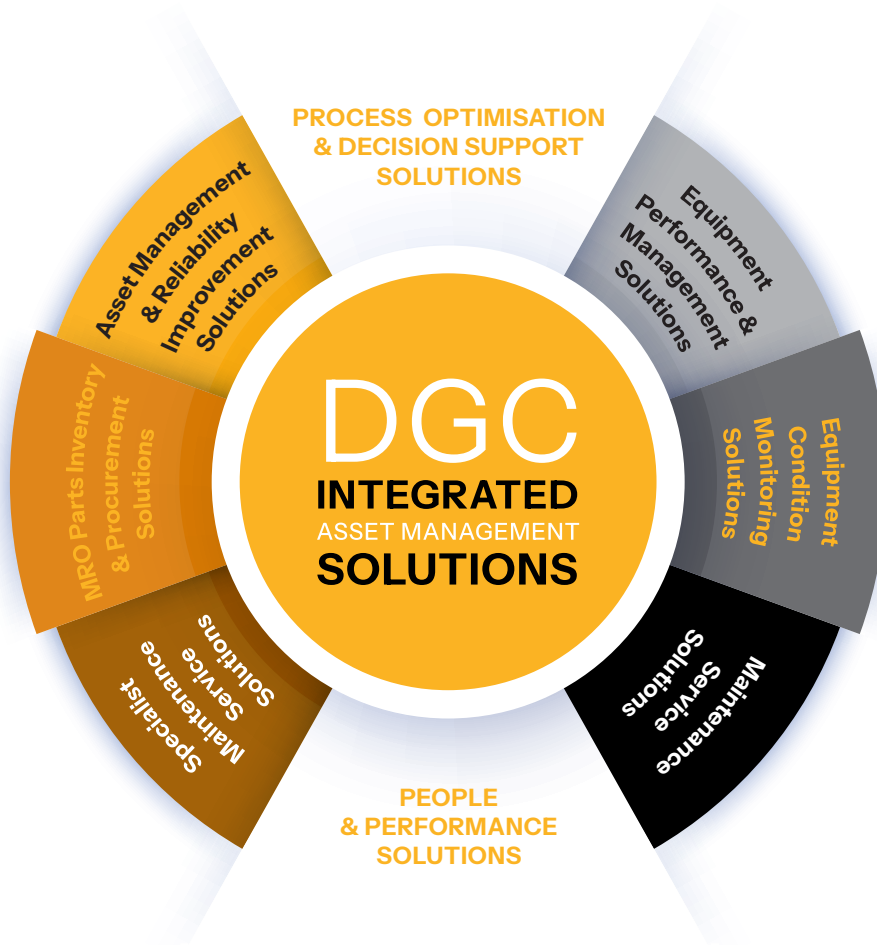 PROCESS OPTIMISATION
& DECISION SUPPORT
SOLUTIONS
Asset Management
& Reliability
Improvement
Solutions
Equipment
Performance &
Management
Solutions
MRO Parts Inventory
& Procurement
Solutions
DGC
INTEGRATED
ASSET MANAGEMENT
SOLUTIONS
Equipment
Condition
Monitoring
Solutions
Specialist
Maintenance
Service
Solutions
Maintenance
Service
Solutions
PEOPLE
& PERFORMANCE
SOLUTIONS